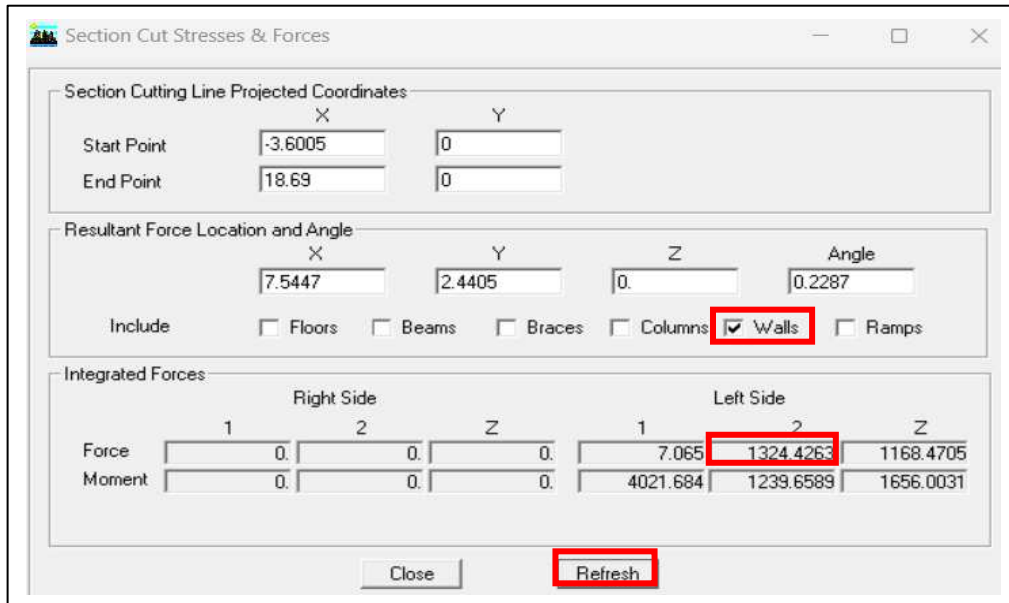 Section Cut Stresses & Forces
Section Cutting Line Projected Coordinates
X Y
Start Point -3.6005 0
End Point 18.69 0
Resultant Force Location and Angle
X Y Z Angle
7.5447 2.4405 0. 0.2287
Include Floors Beams Braces Columns Walls Ramps
Integrated Forces
Right Side Left Side
1 2 Z 1 2 Z
Force 0. 0. 0. 7.065 1324.4263 1168.4705
Moment 0. 0. 0. 4021.684 1239.6589 1656.0031
Close Refresh